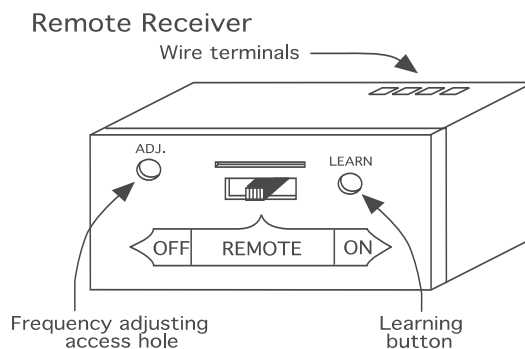 Remote Receiver
Wire terminals
ADJ.
LEARN
OFF REMOTE ON
Frequency adjusting
access hole
Learning
button